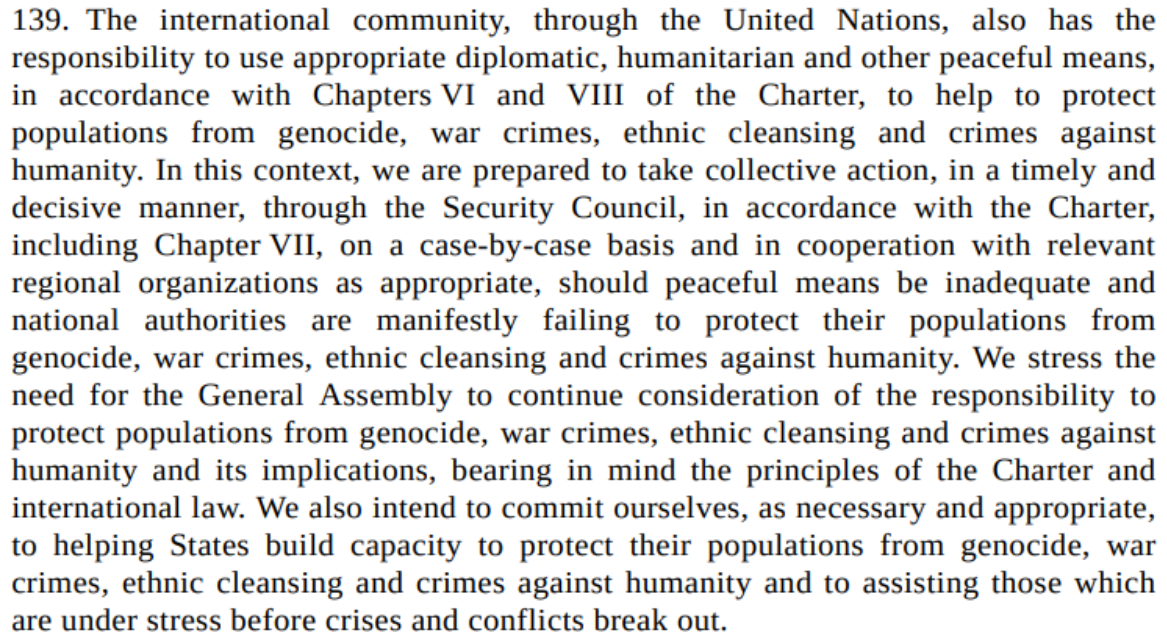 139. The international community, through the United Nations, also has the
responsibility to use appropriate diplomatic, humanitarian and other peaceful means,
in accordance with Chapters VI and VIII of the Charter, to help to protect
populations from genocide, war crimes, ethnic cleansing and crimes against
humanity. In this context, we are prepared to take collective action, in a timely and
decisive manner, through the Security Council, in accordance with the Charter,
including Chapter VII, on a case-by-case basis and in cooperation with relevant
regional organizations as appropriate, should peaceful means be inadequate and
national authorities are manifestly failing to protect their populations from
genocide, war crimes, ethnic cleansing and crimes against humanity. We stress the
need for the General Assembly to continue consideration of the responsibility to
protect populations from genocide, war crimes, ethnic cleansing and crimes against
humanity and its implications, bearing in mind the principles of the Charter and
international law. We also intend to commit ourselves, as necessary and appropriate,
to helping States build capacity to protect their populations from genocide, war
crimes, ethnic cleansing and crimes against humanity and to assisting those which
are under stress before crises and conflicts break out.